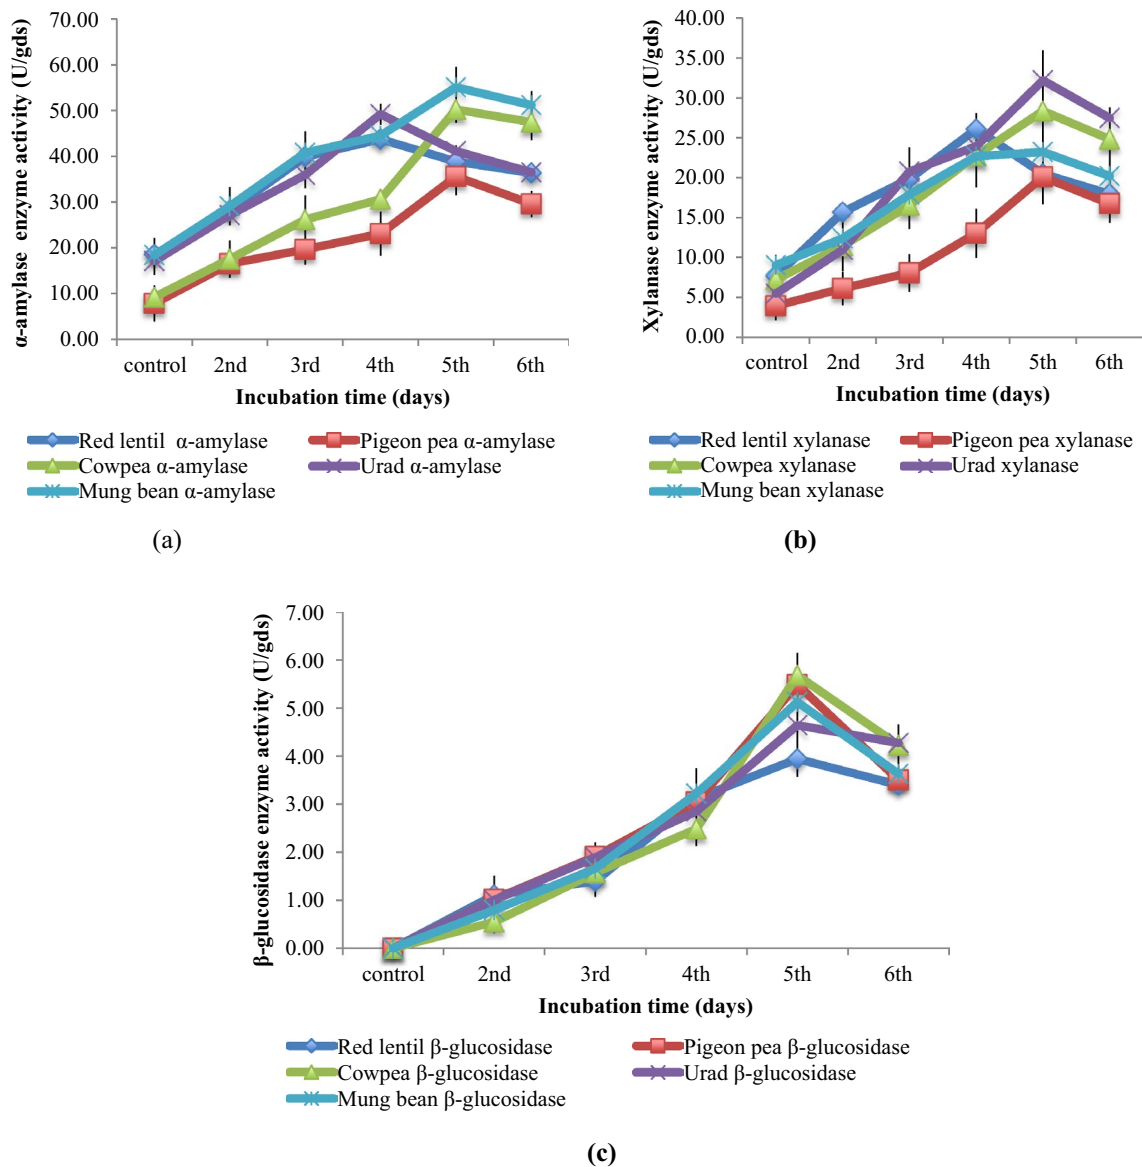 α-amylase enzyme activity (U/gds)
70.00
60.00
50.00
40.00
30.00
20.00
10.00
0.00
control 2nd 3rd 4th 5th 6th
Incubation time (days)
Red lentil α-amylase Pigeon pea α-amylase
Cowpea α-amylase Urad α-amylase
Mung bean α-amylase
(a)
Xylanase enzyme activity (U/gds)
40.00
35.00
30.00
25.00
20.00
15.00
10.00
5.00
0.00
control 2nd 3rd 4th 5th 6th
Incubation time (days)
Red lentil xylanase Pigeon pea xylanase
Cowpea xylanase Urad xylanase
Mung bean xylanase
(b)
β-glucosidase enzyme activity (U/gds)
7.00
6.00
5.00
4.00
3.00
2.00
1.00
0.00
control 2nd 3rd 4th 5th 6th
Incubation time (days)
Red lentil β-glucosidase Pigeon pea β-glucosidase
Cowpea β-glucosidase Urad β-glucosidase
Mung bean β-glucosidase
(c)